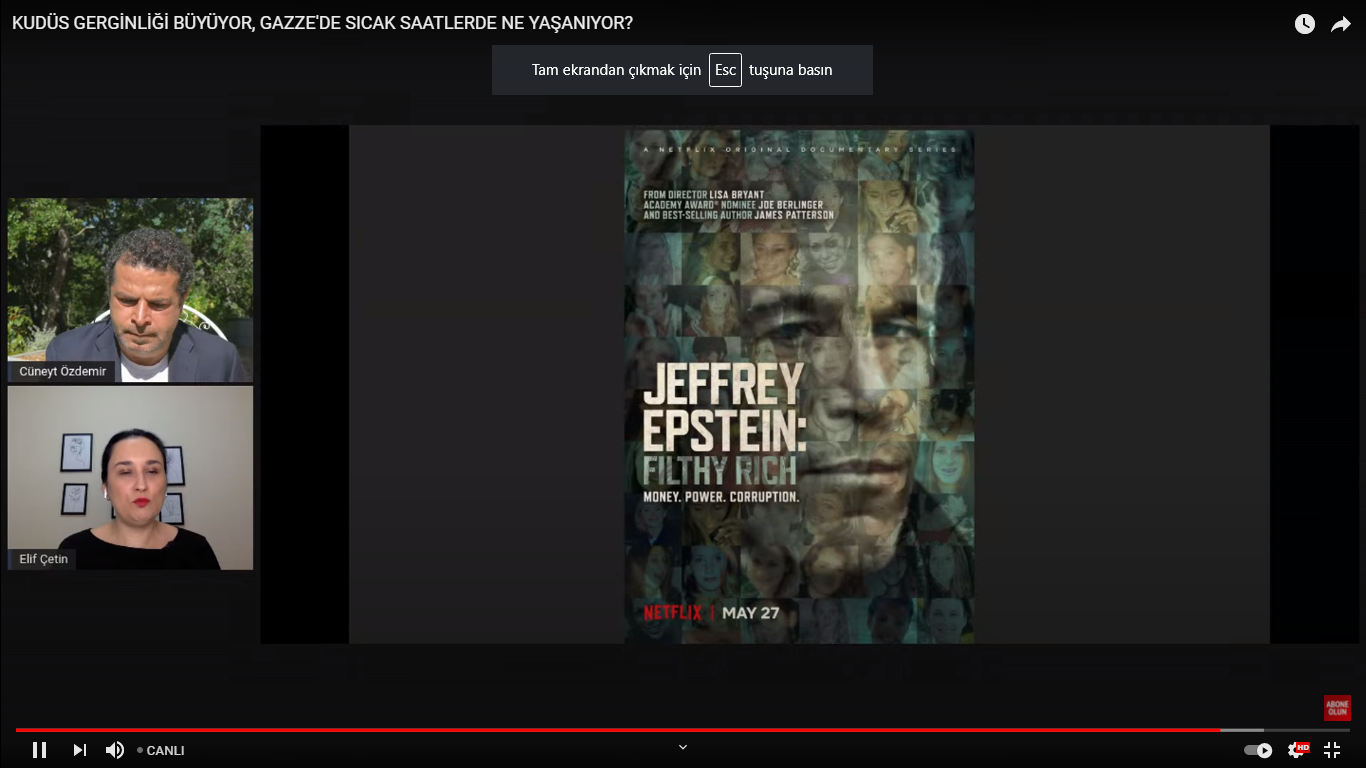 KUDÜS GERGİNLİĞİ BÜYÜYOR, GAZZE'DE SICAK SAATLERDE NE YAŞANIYOR?
Tam ekrandan çıkmak için Esc tuşuna basın
A NETFLIX ORIGINAL DOCUMENTARY SERIES
FROM DIRECTOR LISA BRYANT
ACADEMY AWARD® NOMINEE JOE BERLINGER
AND BEST-SELLING AUTHOR JAMES PATTERSON
Cüneyt Özdemir
JEFFREY
EPSTEIN:
FILTHY RICH
MONEY. POWER. CORRUPTION.
Elif Çetin
NETFLIX | MAY 27
ABONE
OLUN
CANLI
HD